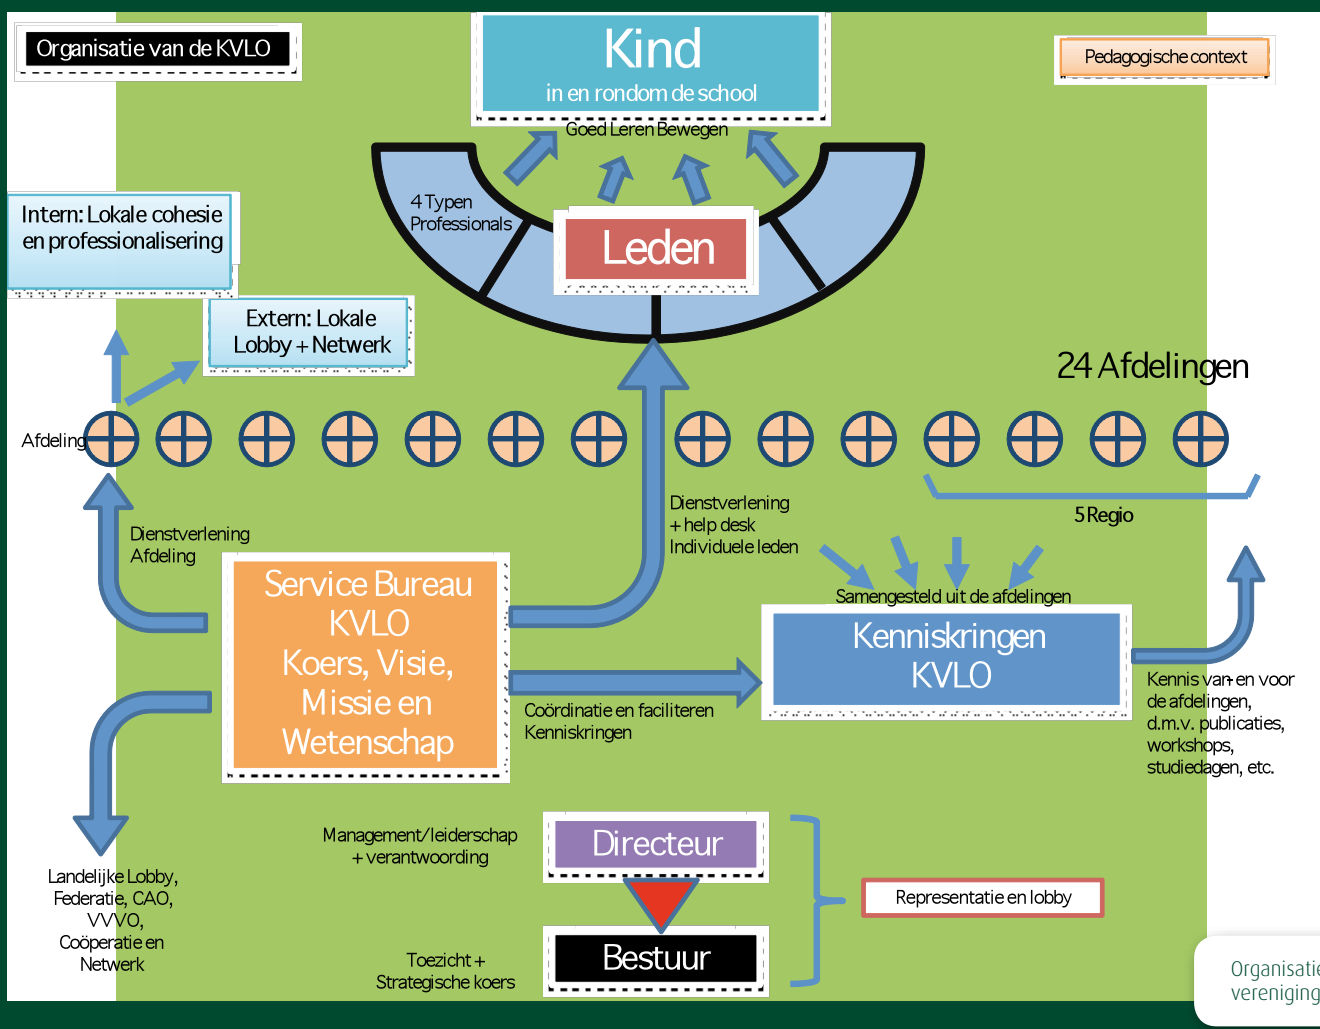 Organisatie van de KVLO
Kind
in en rondom de school
Pedagogische context
Goed Leren Bewegen
4 Typen
Professionals
Leden
Intern: Lokale cohesie
en professionalisering
Extern: Lokale
Lobby + Netwerk
24 Afdelingen
Afdeling
5 Regio
Dienstverlening
Afdeling
Dienstverlening
+ help desk
Individuele leden
Samengesteld uit de afdelingen
Service Bureau
KVLO
Koers, Visie,
Missie en
Wetenschap
Kenniskringen
KVLO
Coördinatie en faciliteren
Kenniskringen
Kennis van- en voor
de afdelingen,
d.m.v. publicaties,
workshops,
studiedagen, etc.
Management/leiderschap
+ verantwoording
Directeur
Landelijke Lobby,
Federatie, CAO,
VVVO,
Coöperatie en
Netwerk
Representatie en lobby
Toezicht +
Strategische koers
Bestuur
Organisatie
vereniging